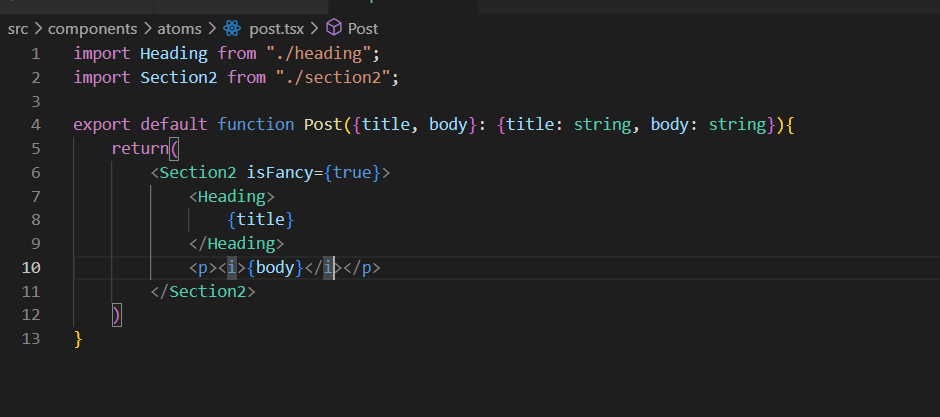 src > components > atoms > post.tsx > Post
1 import Heading from "./heading";
2 import Section2 from "./section2";
3
4 export default function Post({title, body}: {title: string, body: string}){
5     return(
6         <Section2 isFancy={true}>
7             <Heading>
8                 {title}
9             </Heading>
10             <p><i>{body}</i></p>
11         </Section2>
12     )
13 }